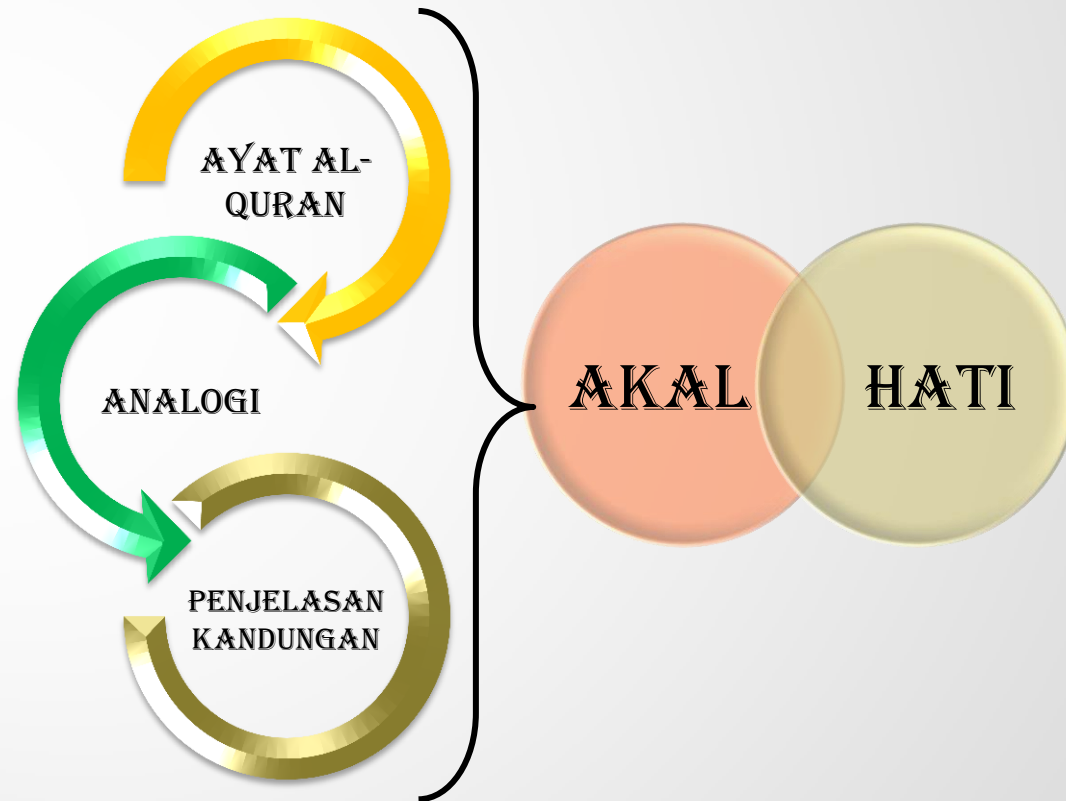 AYAT AL-
QURAN
ANALOGI
PENJELASAN
KANDUNGAN
AKAL
HATI